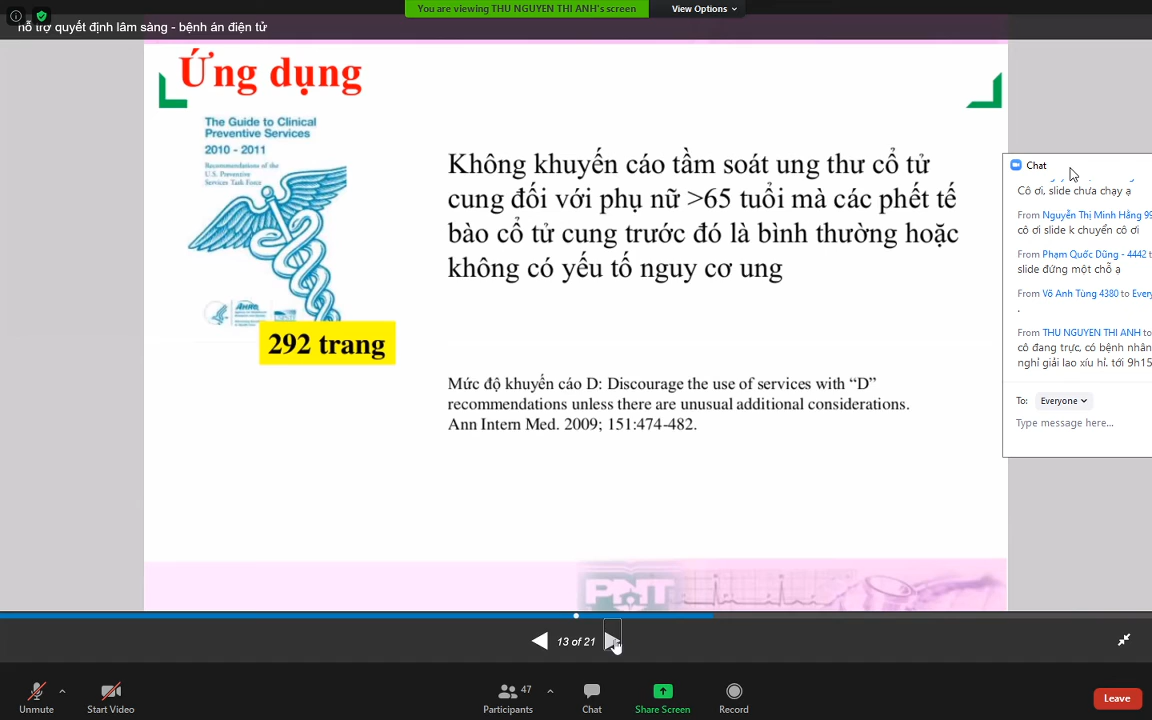 You are viewing THU NGUYEN THI ANH's screen
View Options
hỗ trợ quyết định lâm sàng - bệnh án điện tử
Ứng dụng
The Guide to Clinical
Preventive Services
2010 - 2011
Recommendations of the
U.S. Preventive
Services Task Force
AHRQ
292 trang
Không khuyến cáo tầm soát ung thư cổ tử
cung đối với phụ nữ >65 tuổi mà các phết tế
bào cổ tử cung trước đó là bình thường hoặc
không có yếu tố nguy cơ ung
Mức độ khuyến cáo D: Discourage the use of services with “D”
recommendations unless there are unusual additional considerations.
Ann Intern Med. 2009; 151:474-482.
PNT
Chat
Cô ơi, slide chưa chạy ạ
From Nguyễn Thị Minh Hằng 99
cô ơi slide k chuyển cô ơi
From Phạm Quốc Dũng - 4442 t
slide đứng một chỗ ạ
From Võ Anh Tùng 4380 to Every
.
From THU NGUYEN THI ANH to
cô đang trực, có bệnh nhân
nghỉ giải lao xíu hỉ. tới 9h15
To: Everyone
Type message here...
13 of 21
Unmute
Start Video
Participants
47
Chat
Share Screen
Record
Leave